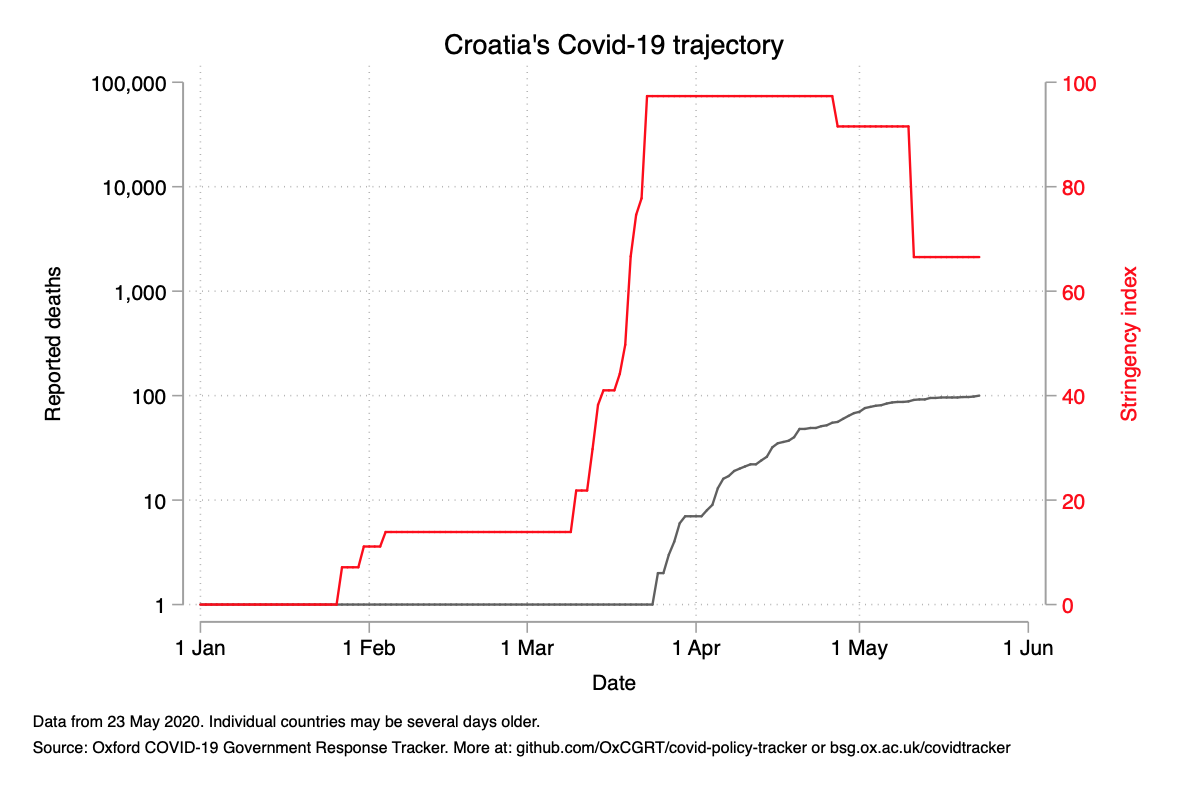 Croatia's Covid-19 trajectory
100,000
10,000
1,000
100
10
1
Reported deaths
100
80
60
40
20
0
Stringency index
1 Jan 1 Feb 1 Mar 1 Apr 1 May 1 Jun
Date
Data from 23 May 2020. Individual countries may be several days older.
Source: Oxford COVID-19 Government Response Tracker. More at: github.com/OxCGRT/covid-policy-tracker or bsg.ox.ac.uk/covidtracker